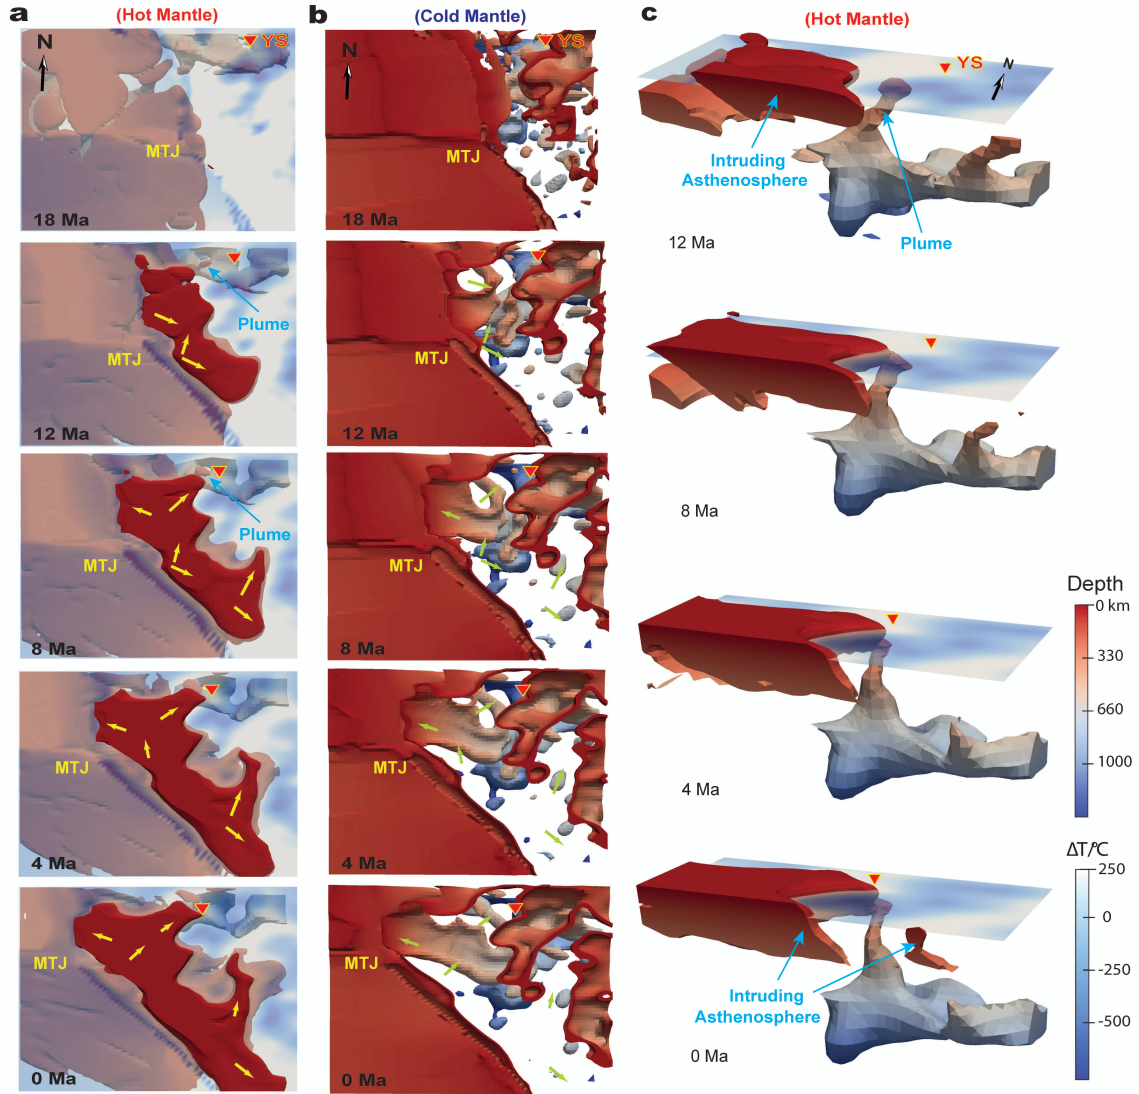 a
(Hot Mantle)
N
YS
MTJ
18 Ma
Plume
MTJ
12 Ma
Plume
MTJ
8 Ma
MTJ
4 Ma
MTJ
0 Ma
b
(Cold Mantle)
N
YS
MTJ
18 Ma
MTJ
12 Ma
MTJ
8 Ma
MTJ
4 Ma
MTJ
0 Ma
c
(Hot Mantle)
YS
N
Intruding
Asthenosphere
Plume
12 Ma
8 Ma
4 Ma
Intruding
Asthenosphere
0 Ma
Depth
0 km
330
660
1000
ΔT/℃
250
0
-250
-500